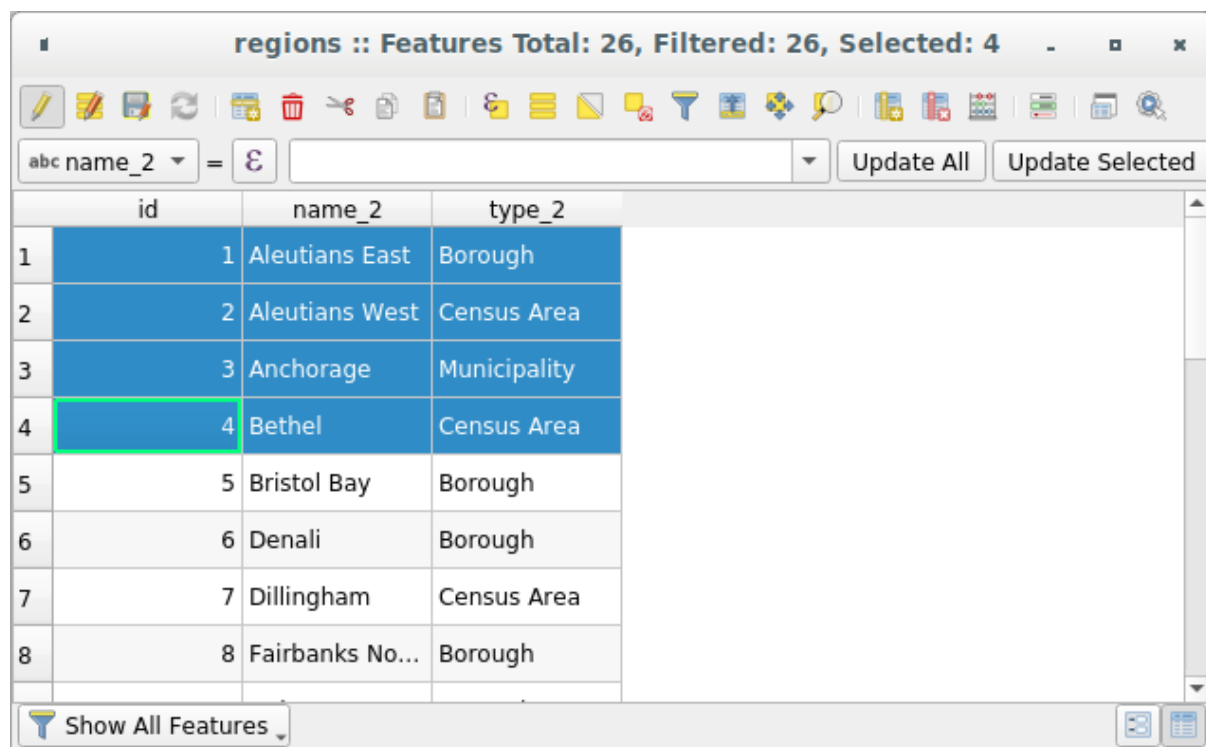 regions :: Features Total: 26, Filtered: 26, Selected: 4
abc name_2 = ε Update All Update Selected
id name_2 type_2
1 1 Aleutians East Borough
2 2 Aleutians West Census Area
3 3 Anchorage Municipality
4 4 Bethel Census Area
5 5 Bristol Bay Borough
6 6 Denali Borough
7 7 Dillingham Census Area
8 8 Fairbanks No... Borough
Show All Features